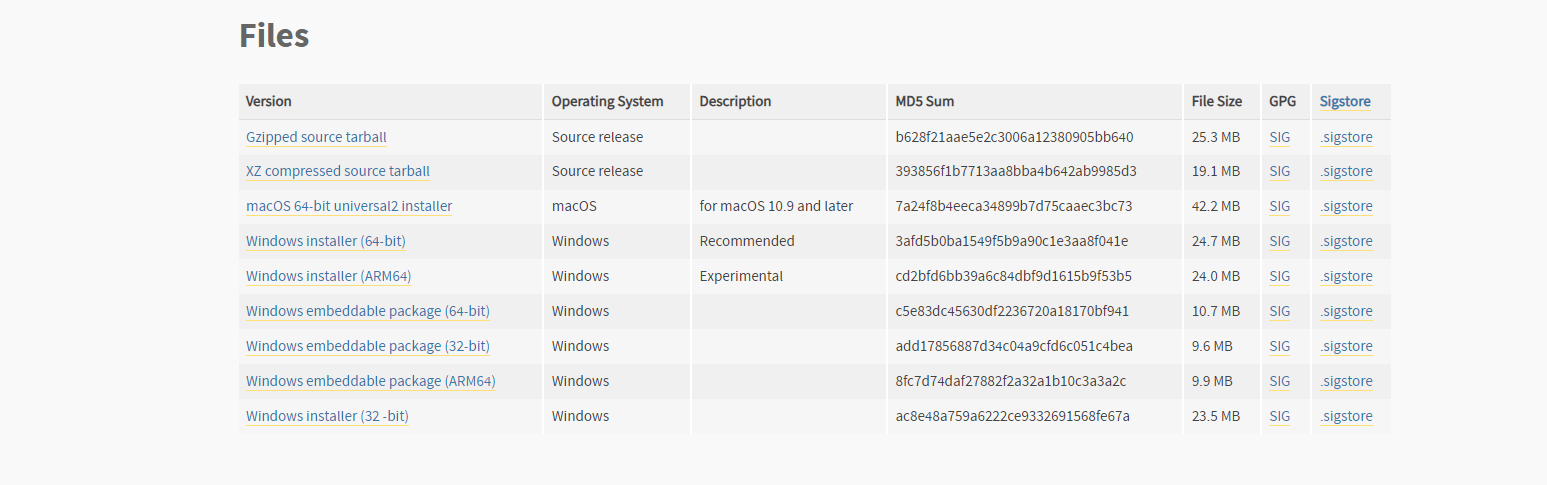 Files
Version Operating System Description MD5 Sum File Size GPG Sigstore
Gzipped source tarball Source release b628f21aae5e2c3006a12380905bb640 25.3 MB SIG .sigstore
XZ compressed source tarball Source release 393856f1b7713aa8bba4b642ab9985d3 19.1 MB SIG .sigstore
macOS 64-bit universal2 installer macOS for macOS 10.9 and later 7a24f8b4eeca34899b7d75caaec3bc73 42.2 MB SIG .sigstore
Windows installer (64-bit) Windows Recommended 3afd5b0ba1549f5b9a90c1e3aa8f041e 24.7 MB SIG .sigstore
Windows installer (ARM64) Windows Experimental cd2bfd6bb39a6c84dbf9d1615b9f53b5 24.0 MB SIG .sigstore
Windows embeddable package (64-bit) Windows c5e83dc45630df2236720a18170bf941 10.7 MB SIG .sigstore
Windows embeddable package (32-bit) Windows add17856887d34c04a9cfd6c051c4bea 9.6 MB SIG .sigstore
Windows embeddable package (ARM64) Windows 8fc7d74daf27882f2a32a1b10c3a3a2c 9.9 MB SIG .sigstore
Windows installer (32 -bit) Windows ac8e48a759a6222ce9332691568fe67a 23.5 MB SIG .sigstore